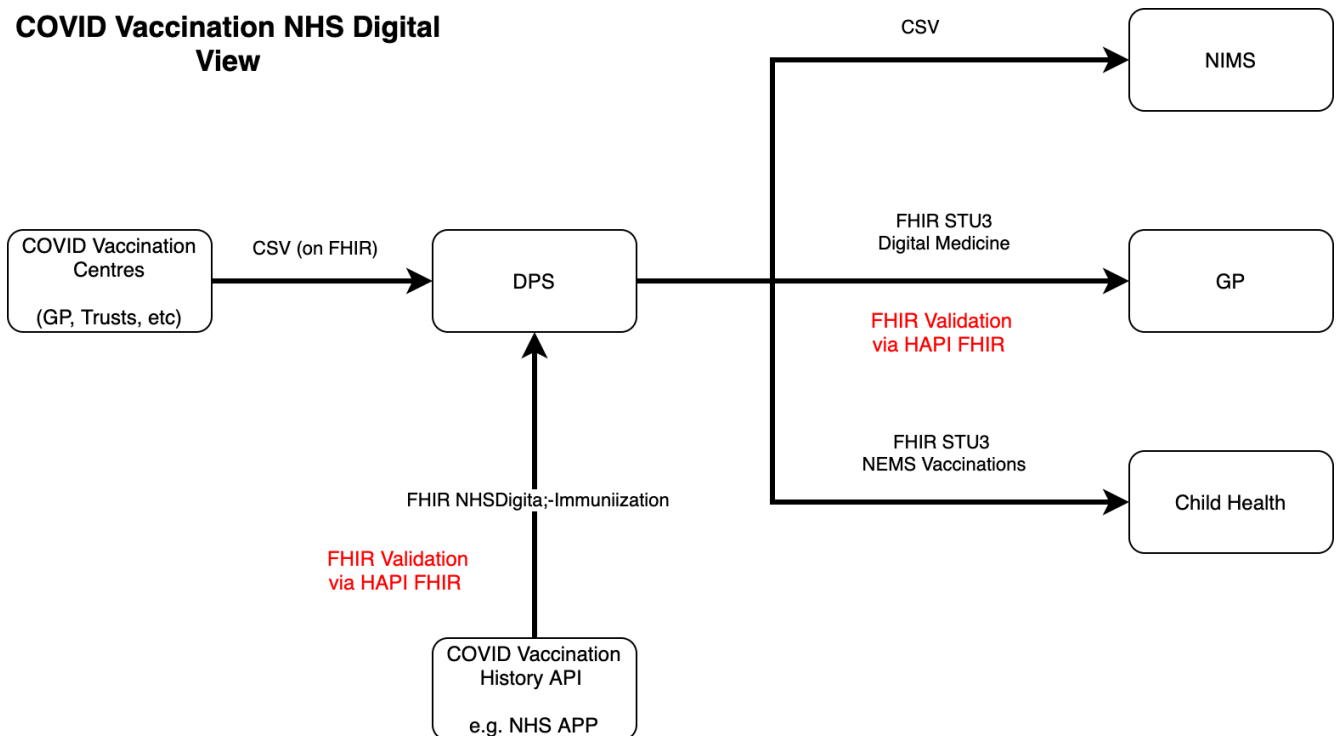 COVID Vaccination NHS Digital
View
CSV
NIMS
COVID Vaccination
Centres
(GP, Trusts, etc)
CSV (on FHIR)
DPS
FHIR STU3
Digital Medicine
GP
FHIR Validation
via HAPI FHIR
FHIR STU3
NEMS Vaccinations
Child Health
FHIR NHSDigita;-Immuniization
FHIR Validation
via HAPI FHIR
COVID Vaccination
History API
e.g. NHS APP